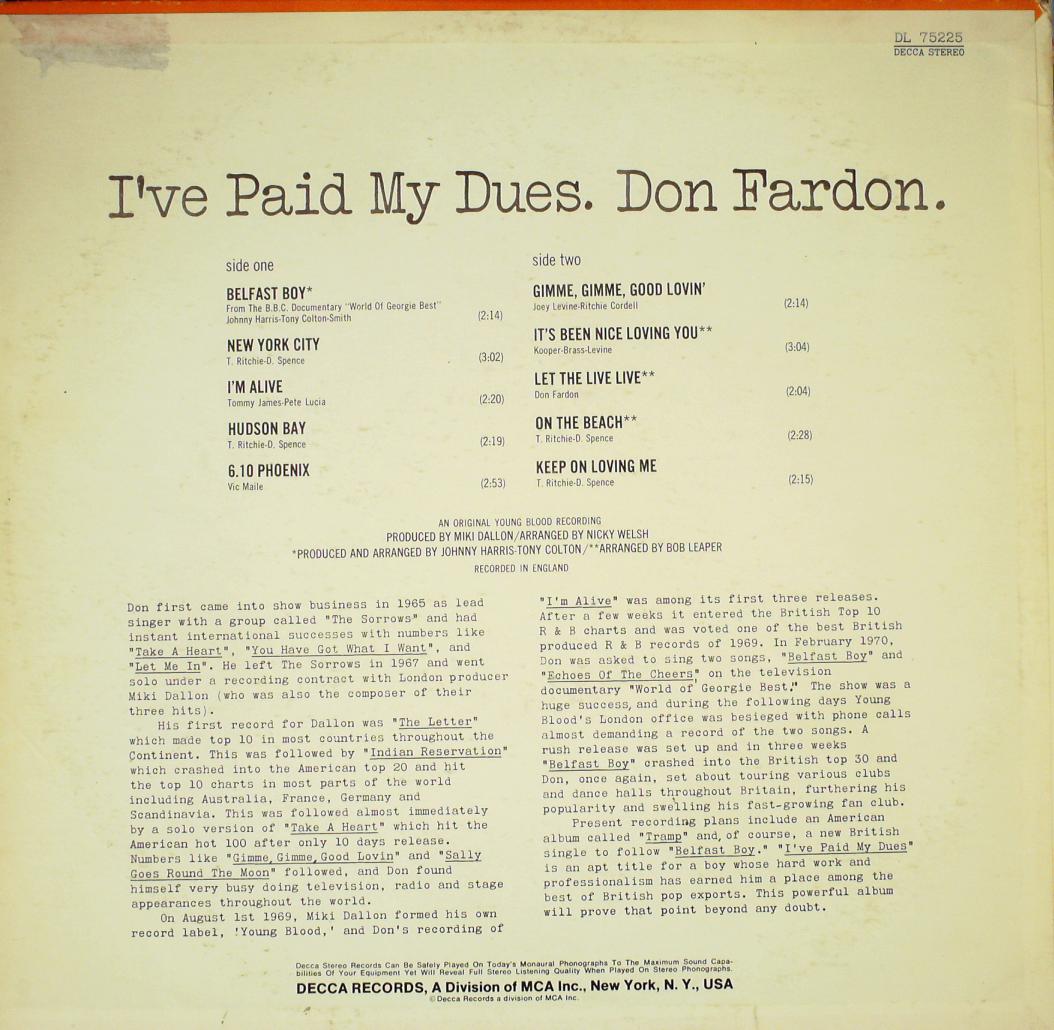 DL 75225
DECCA STEREO
I've Paid My Dues. Don Fardon.
side one
BELFAST BOY*
From The B.B.C. Documentary "World Of Georgie Best"
Johnny Harris-Tony Colton-Smith (2:14)
NEW YORK CITY
T. Ritchie-D. Spence (3:02)
I'M ALIVE
Tommy James-Pete Lucia (2:20)
HUDSON BAY
T. Ritchie-D. Spence (2:19)
6.10 PHOENIX
Vic Maile (2:53)
side two
GIMME, GIMME, GOOD LOVIN'
Joey Levine-Ritchie Cordell (2:14)
IT'S BEEN NICE LOVING YOU**
Kooper-Brass-Levine (3:04)
LET THE LIVE LIVE**
Don Fardon (2:04)
ON THE BEACH**
T. Ritchie-D. Spence (2:28)
KEEP ON LOVING ME
T. Ritchie-D. Spence (2:15)
AN ORIGINAL YOUNG BLOOD RECORDING
PRODUCED BY MIKI DALLON/ARRANGED BY NICKY WELSH
*PRODUCED AND ARRANGED BY JOHNNY HARRIS-TONY COLTON/**ARRANGED BY BOB LEAPER
RECORDED IN ENGLAND
Don first came into show business in 1965 as lead
singer with a group called "The Sorrows" and had
instant international successes with numbers like
"Take A Heart", "You Have Got What I Want", and
"Let Me In". He left The Sorrows in 1967 and went
solo under a recording contract with London producer
Miki Dallon (who was also the composer of their
three hits).
His first record for Dallon was "The Letter"
which made top 10 in most countries throughout the
Continent. This was followed by "Indian Reservation"
which crashed into the American top 20 and hit
the top 10 charts in most parts of the world
including Australia, France, Germany and
Scandinavia. This was followed almost immediately
by a solo version of "Take A Heart" which hit the
American hot 100 after only 10 days release.
Numbers like "Gimme, Gimme, Good Lovin" and "Sally
Goes Round The Moon" followed, and Don found
himself very busy doing television, radio and stage
appearances throughout the world.
On August 1st 1969, Miki Dallon formed his own
record label, 'Young Blood,' and Don's recording of
"I'm Alive" was among its first three releases.
After a few weeks it entered the British Top 10
R & B charts and was voted one of the best British
produced R & B records of 1969. In February 1970,
Don was asked to sing two songs, "Belfast Boy" and
"Echoes Of The Cheers" on the television
documentary "World of Georgie Best." The show was a
huge success, and during the following days Young
Blood's London office was besieged with phone calls
almost demanding a record of the two songs. A
rush release was set up and in three weeks
"Belfast Boy" crashed into the British top 30 and
Don, once again, set about touring various clubs
and dance halls throughout Britain, furthering his
popularity and swelling his fast-growing fan club.
Present recording plans include an American
album called "Tramp" and, of course, a new British
single to follow "Belfast Boy." "I've Paid My Dues"
is an apt title for a boy whose hard work and
professionalism has earned him a place among the
best of British pop exports. This powerful album
will prove that point beyond any doubt.
Decca Stereo Records Can Be Safely Played On Today's Monaural Phonographs To The Maximum Sound Capa-
bilities Of Your Equipment Yet Will Reveal Full Stereo Listening Quality When Played On Stereo Phonographs.
DECCA RECORDS, A Division of MCA Inc., New York, N. Y., USA
© Decca Records a division of MCA Inc.